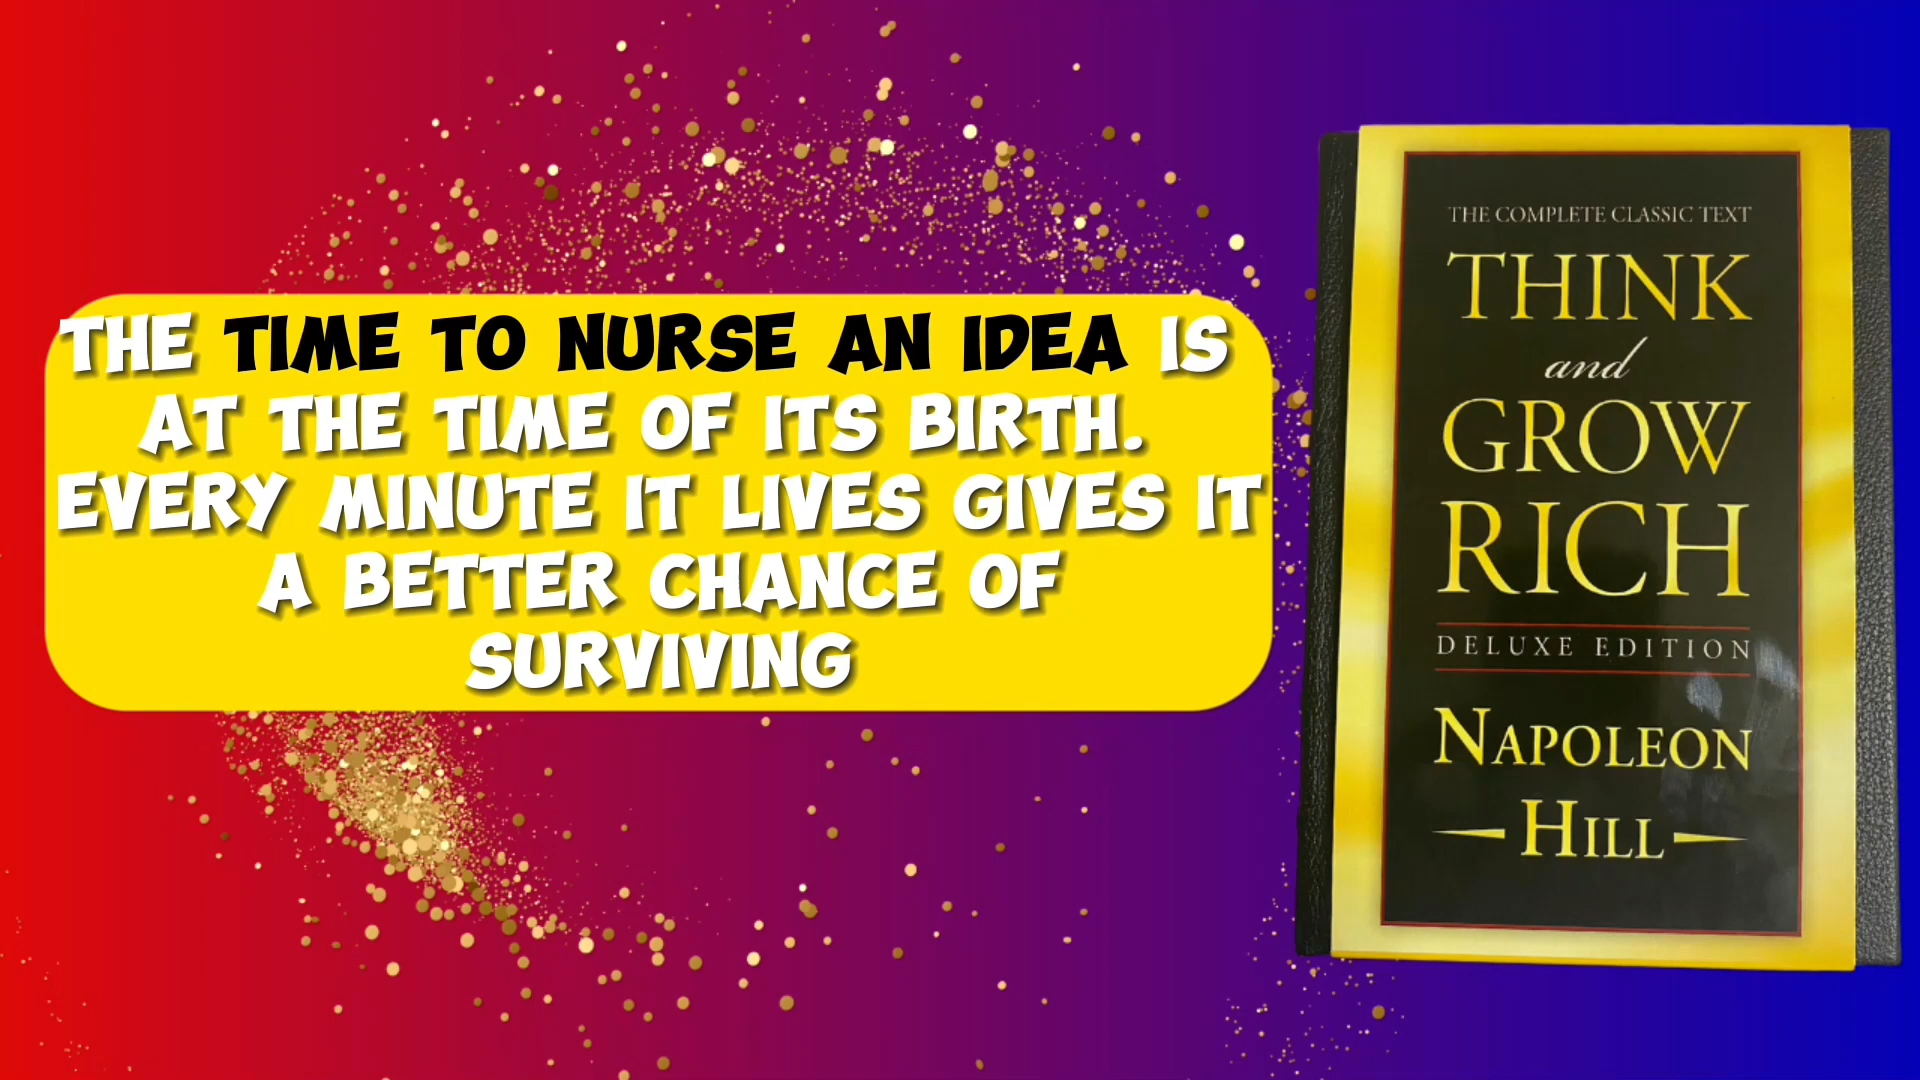 THE TIME TO NURSE AN IDEA IS
AT THE TIME OF ITS BIRTH.
EVERY MINUTE IT LIVES GIVES IT
A BETTER CHANCE OF
SURVIVING
THE COMPLETE CLASSIC TEXT
THINK
and
GROW
RICH
DELUXE EDITION
NAPOLEON
HILL